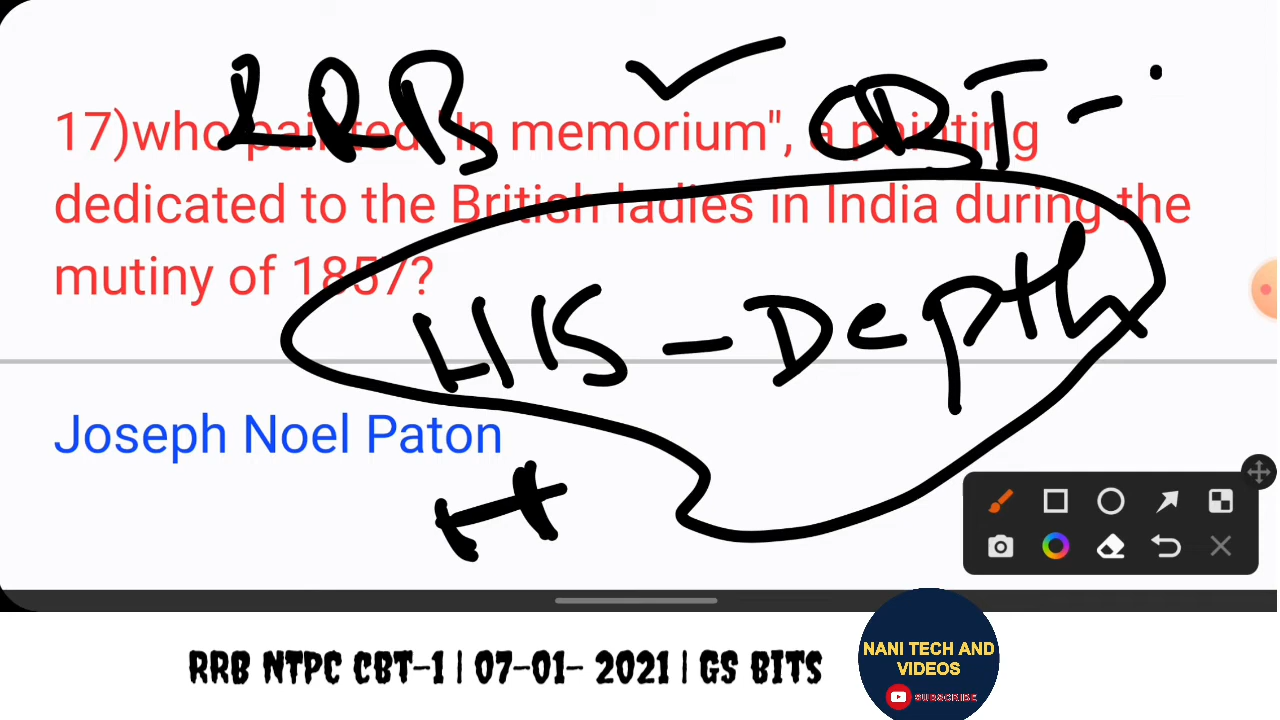 RRB CBT -
17)who painted "In memorium", a painting
dedicated to the British ladies in India during the
mutiny of 1857?
HIS - Depth
Joseph Noel Paton
H
RRB NTPC CBT-1 | 07-01- 2021 | GS BITS
NANI TECH AND
VIDEOS
SUBSCRIBE